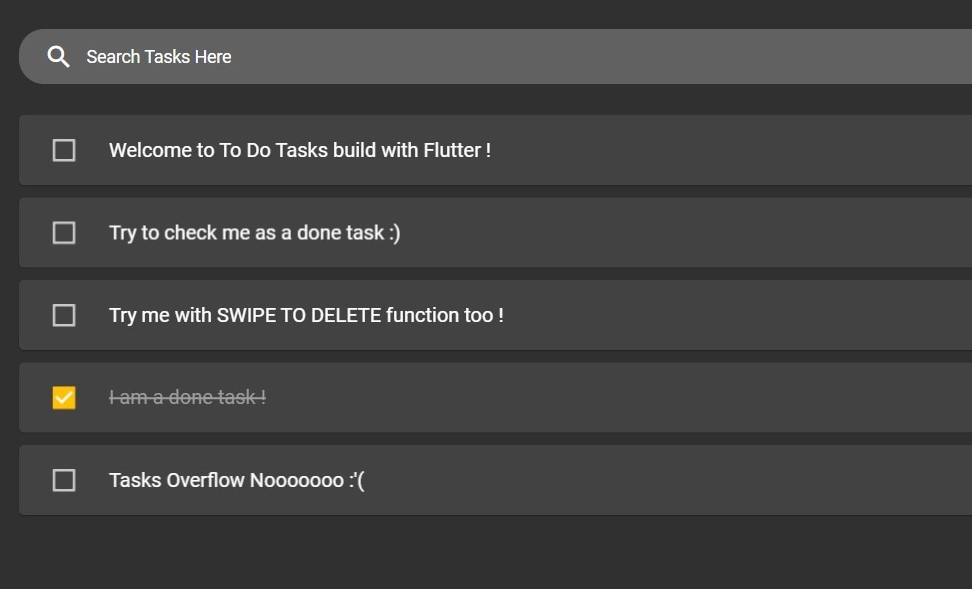 Search Tasks Here
Welcome to To Do Tasks build with Flutter !
Try to check me as a done task :)
Try me with SWIPE TO DELETE function too !
I am a done task !
Tasks Overflow Nooooooo :'(